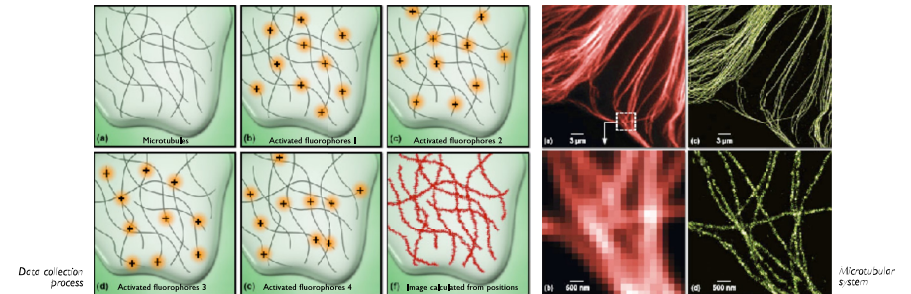 (a)
Microtubules
(b)
Activated fluorophores 1
(c)
Activated fluorophores 2
(d)
Activated fluorophores 3
(e)
Activated fluorophores 4
(f)
Image calculated from positions
Data collection
process
(a)
3 µm
(c)
3 µm
(b)
500 nm
(d)
500 nm
Microtubular
system